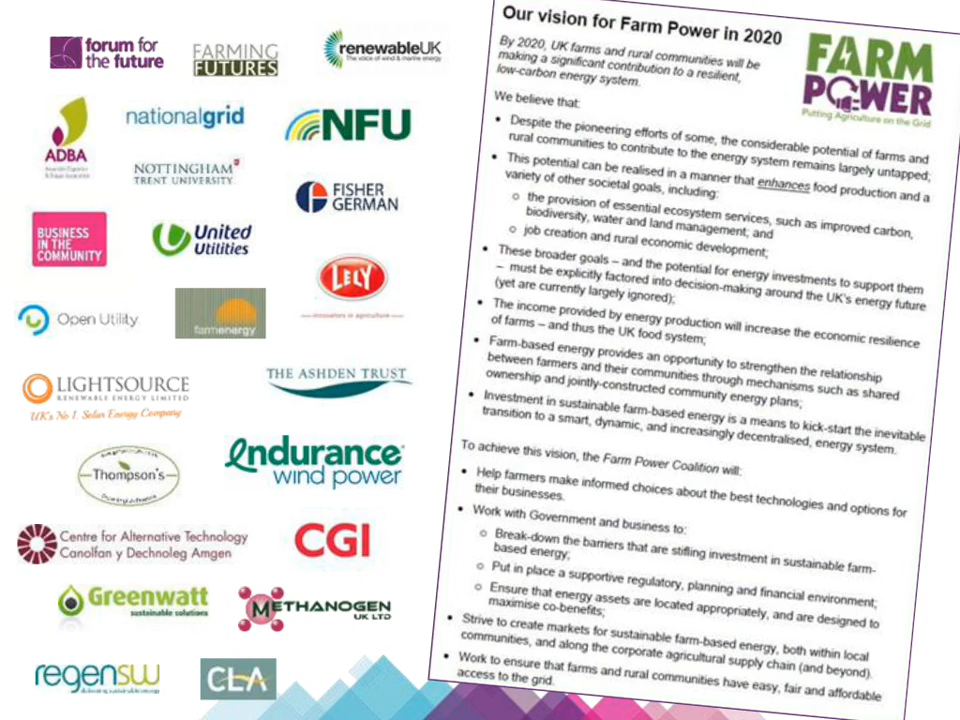 forum for
the future
FARMING
FUTURES
renewableUK
The voice of wind & marine energy
ADBA
nationalgrid
NFU
NOTTINGHAM
TRENT UNIVERSITY
FISHER
GERMAN
BUSINESS
IN THE
COMMUNITY
United
Utilities
LELY
innovators in agriculture
Open Utility
farmenergy
LIGHTSOURCE
RENEWABLE ENERGY LIMITED
UK's No 1. Solar Energy Company
THE ASHDEN TRUST
Thompson's
endurance
wind power
Centre for Alternative Technology
Canolfan y Dechnoleg Amgen
CGI
Greenwatt
sustainable solutions
METHANOGEN
UK LTD
regensw
delivering sustainable energy
CLA
Our vision for Farm Power in 2020
FARM
POWER
Putting Agriculture on the Grid
By 2020, UK farms and rural communities will be
making a significant contribution to a resilient,
low-carbon energy system.
We believe that:
• Despite the pioneering efforts of some, the considerable potential of farms and
rural communities to contribute to the energy system remains largely untapped;
• This potential can be realised in a manner that enhances food production and a
variety of other societal goals, including:
o the provision of essential ecosystem services, such as improved carbon,
biodiversity, water and land management; and
o job creation and rural economic development;
• These broader goals – and the potential for energy investments to support them
– must be explicitly factored into decision-making around the UK's energy future
(yet are currently largely ignored);
• The income provided by energy production will increase the economic resilience
of farms – and thus the UK food system;
• Farm-based energy provides an opportunity to strengthen the relationship
between farmers and their communities through mechanisms such as shared
ownership and jointly-constructed community energy plans;
• Investment in sustainable farm-based energy is a means to kick-start the inevitable
transition to a smart, dynamic, and increasingly decentralised, energy system.
To achieve this vision, the Farm Power Coalition will:
• Help farmers make informed choices about the best technologies and options for
their businesses.
• Work with Government and business to:
o Break-down the barriers that are stifling investment in sustainable farm-
based energy;
o Put in place a supportive regulatory, planning and financial environment;
o Ensure that energy assets are located appropriately, and are designed to
maximise co-benefits;
• Strive to create markets for sustainable farm-based energy, both within local
communities, and along the corporate agricultural supply chain (and beyond).
• Work to ensure that farms and rural communities have easy, fair and affordable
access to the grid.